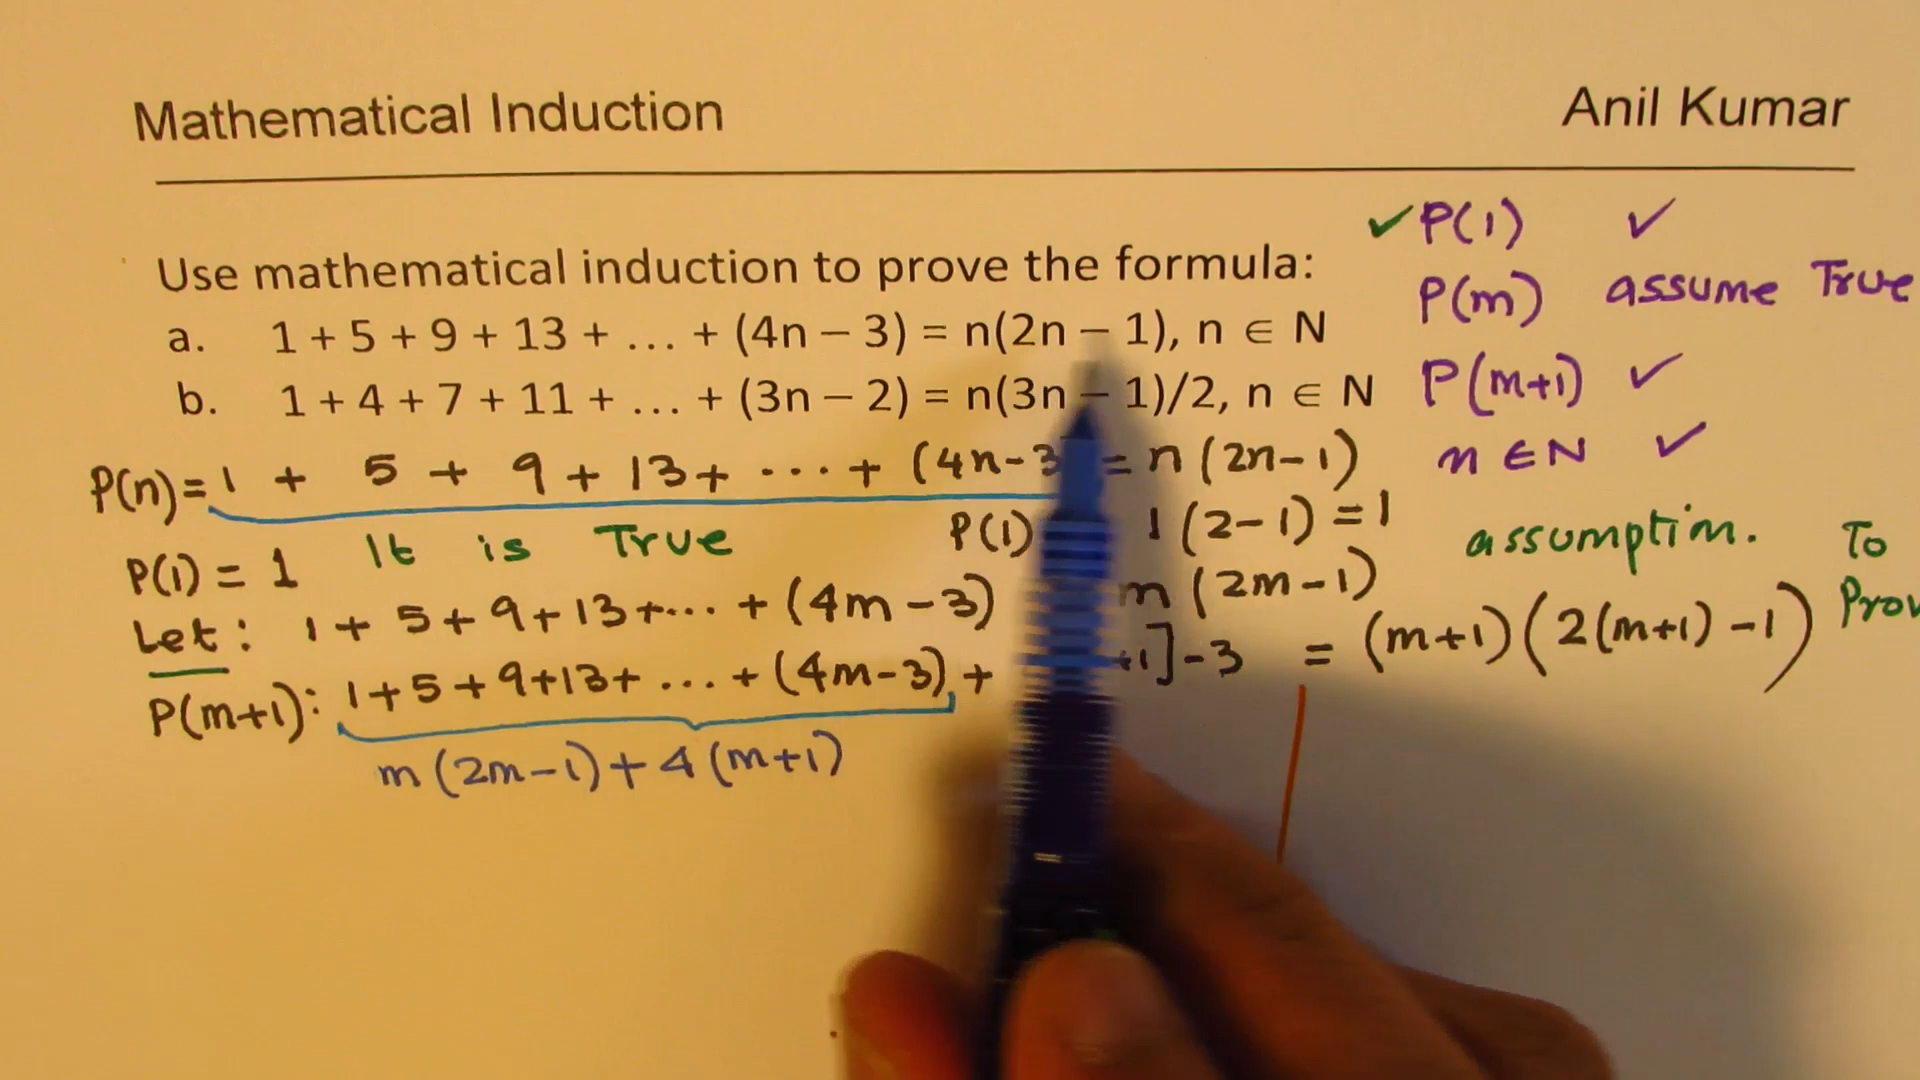 Mathematical Induction Anil Kumar
Use mathematical induction to prove the formula:
a. 1 + 5 + 9 + 13 + ... + (4n – 3) = n(2n – 1), n ∈ N
b. 1 + 4 + 7 + 11 + ... + (3n – 2) = n(3n – 1)/2, n ∈ N
✓P(1) ✓
P(m) assume True
P(m+1) ✓
n ∈ N ✓
P(n) = 1 + 5 + 9 + 13 + ... + (4n-3 = n(2n-1)
P(1) = 1 It is True P(1) 1(2-1) = 1
assumption.
Let: 1 + 5 + 9 + 13 + ... + (4m-3) m(2m-1)
P(m+1): 1+5+9+13+ ... + (4m-3) + +1]-3 = (m+1)(2(m+1)-1)
To
m(2m-1)+4(m+1)